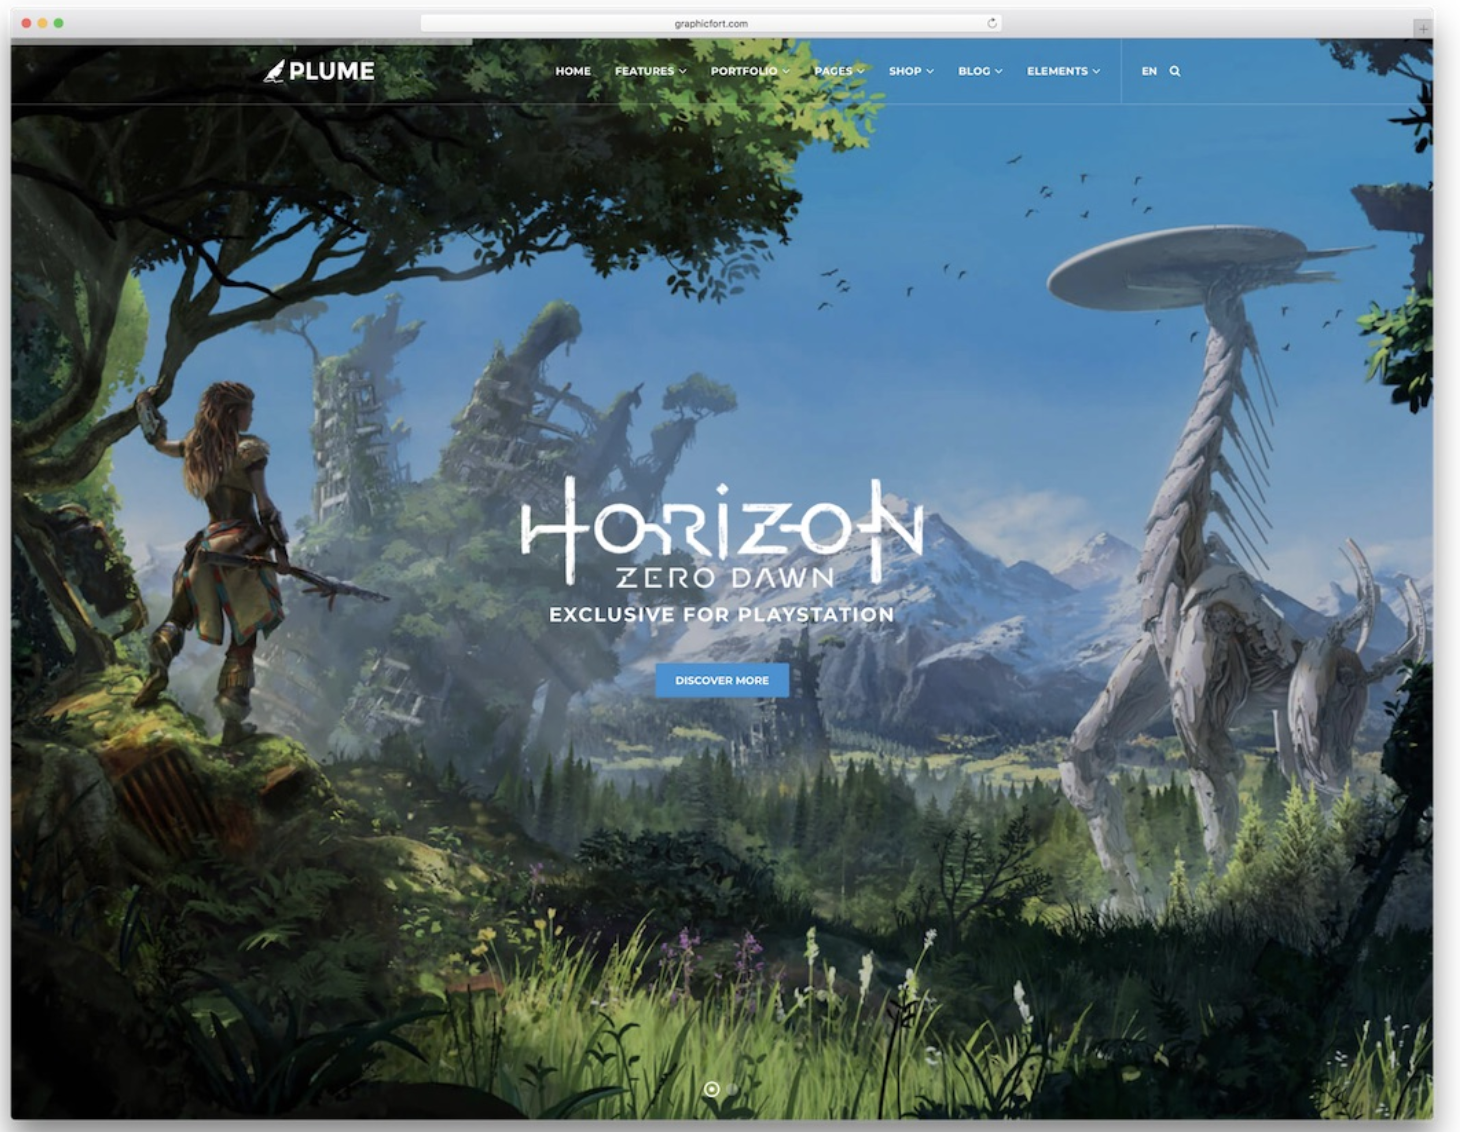 graphicfort.com
PLUME
HOME FEATURES PORTFOLIO PAGES SHOP BLOG ELEMENTS EN
HORIZON
ZERO DAWN
EXCLUSIVE FOR PLAYSTATION
DISCOVER MORE